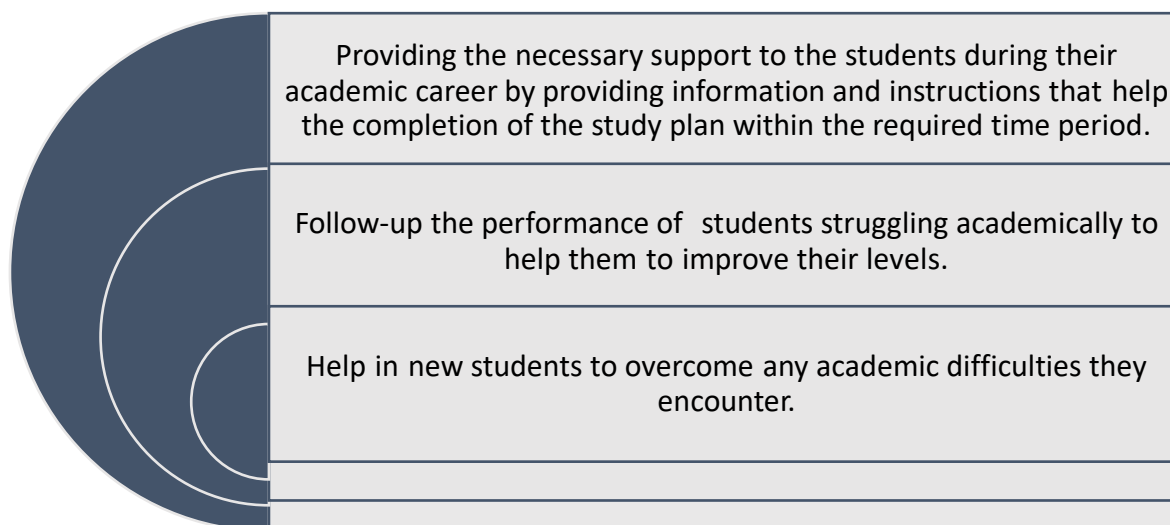 Providing the necessary support to the students during their
academic career by providing information and instructions that help
the completion of the study plan within the required time period.
Follow-up the performance of students struggling academically to
help them to improve their levels.
Help in new students to overcome any academic difficulties they
encounter.